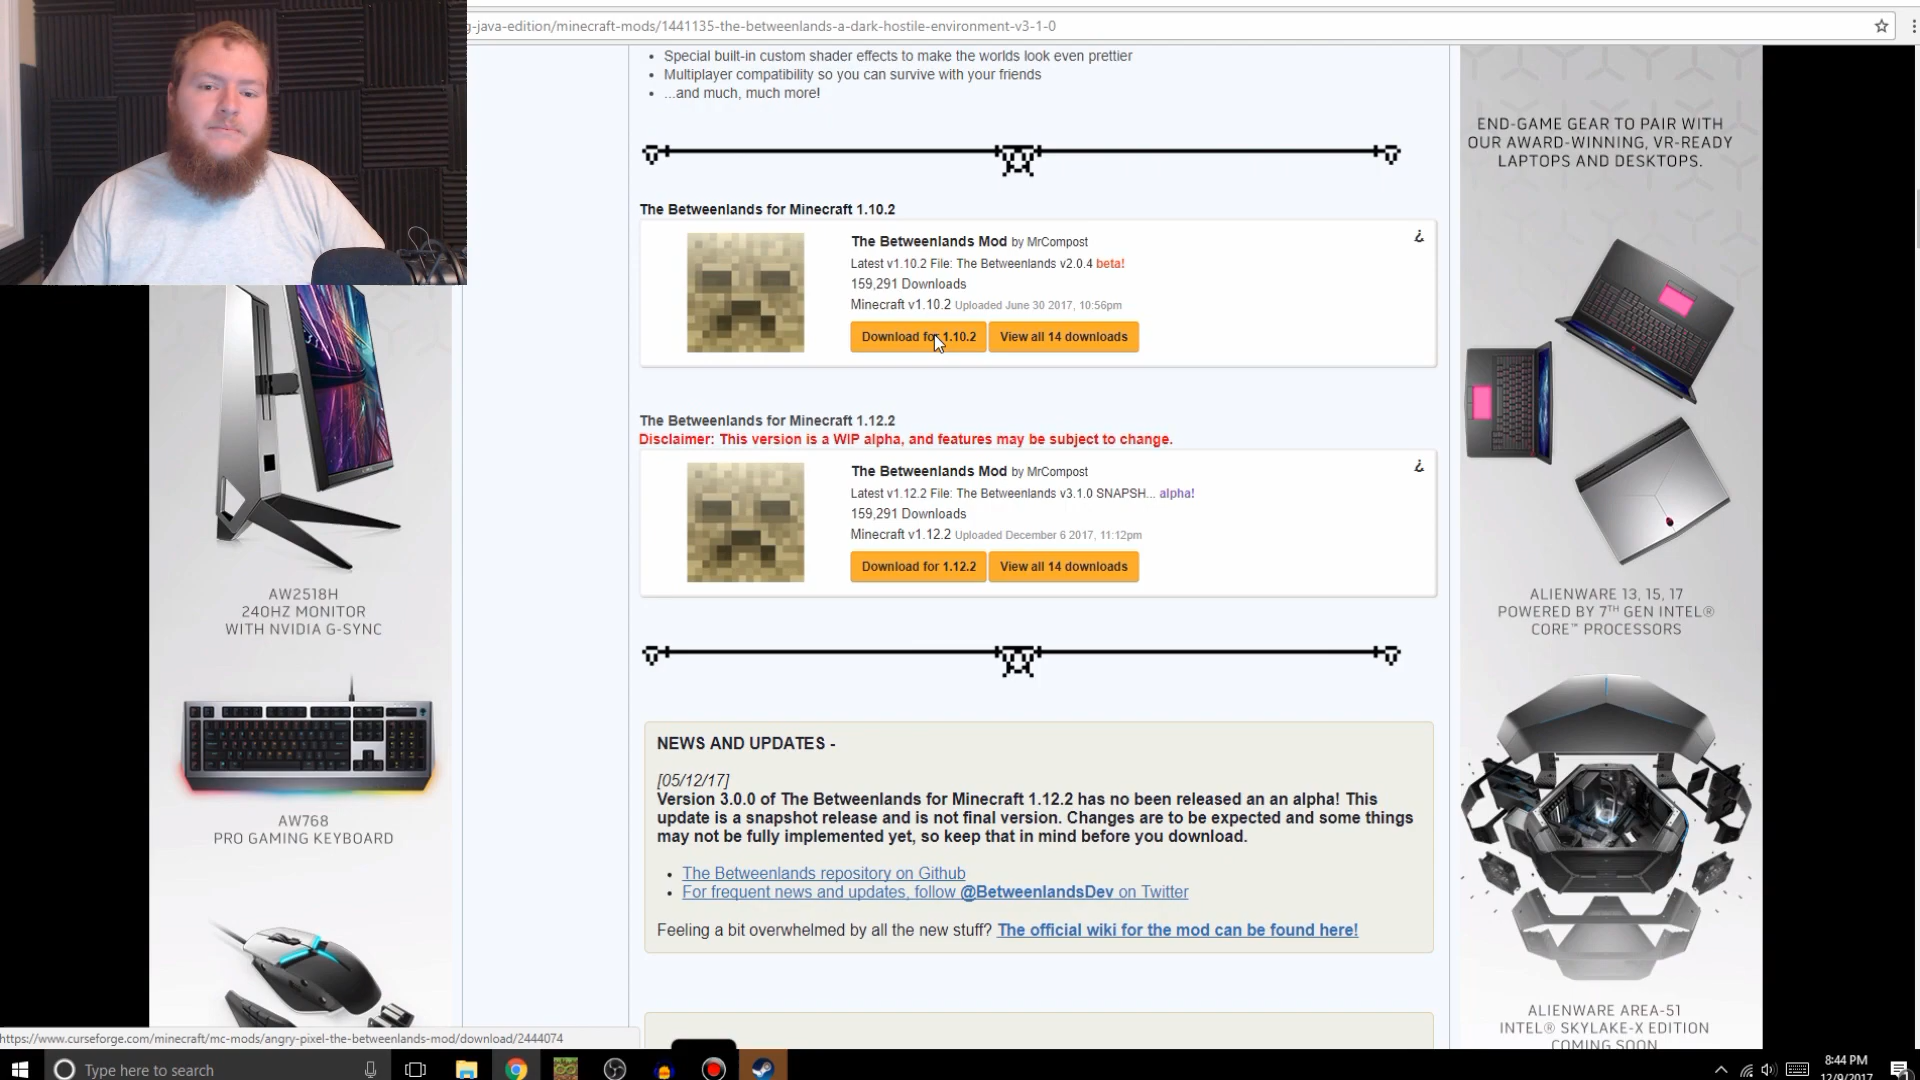 g-java-edition/minecraft-mods/1441135-the-betweenlands-a-dark-hostile-environment-v3-1-0
Special built-in custom shader effects to make the worlds look even prettier
Multiplayer compatibility so you can survive with your friends
...and much, much more!
The Betweenlands for Minecraft 1.10.2
The Betweenlands Mod by MrCompost
Latest v1.10.2 File: The Betweenlands v2.0.4 beta!
159,291 Downloads
Minecraft v1.10.2 Uploaded June 30 2017, 10:56pm
Download for 1.10.2 View all 14 downloads
The Betweenlands for Minecraft 1.12.2
Disclaimer: This version is a WIP alpha, and features may be subject to change.
The Betweenlands Mod by MrCompost
Latest v1.12.2 File: The Betweenlands v3.1.0 SNAPSH... alpha!
159,291 Downloads
Minecraft v1.12.2 Uploaded December 6 2017, 11:12pm
Download for 1.12.2 View all 14 downloads
NEWS AND UPDATES -
[05/12/17]
Version 3.0.0 of The Betweenlands for Minecraft 1.12.2 has no been released an an alpha! This
update is a snapshot release and is not final version. Changes are to be expected and some things
may not be fully implemented yet, so keep that in mind before you download.
The Betweenlands repository on Github
For frequent news and updates, follow @BetweenlandsDev on Twitter
Feeling a bit overwhelmed by all the new stuff? The official wiki for the mod can be found here!
AW2518H
240HZ MONITOR
WITH NVIDIA G-SYNC
AW768
PRO GAMING KEYBOARD
END-GAME GEAR TO PAIR WITH
OUR AWARD-WINNING, VR-READY
LAPTOPS AND DESKTOPS.
ALIENWARE 13, 15, 17
POWERED BY 7TH GEN INTEL®
CORE™ PROCESSORS
ALIENWARE AREA-51
INTEL® SKYLAKE-X EDITION
COMING SOON
https://www.curseforge.com/minecraft/mc-mods/angry-pixel-the-betweenlands-mod/download/2444074
Type here to search
8:44 PM
12/9/2017